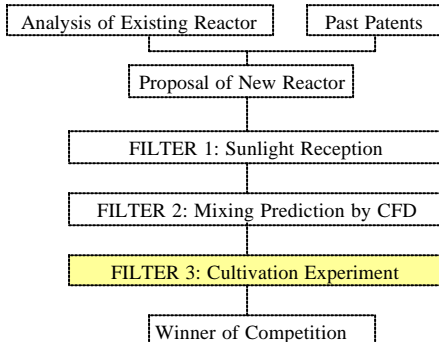 Analysis of Existing Reactor
Past Patents
Proposal of New Reactor
FILTER 1: Sunlight Reception
FILTER 2: Mixing Prediction by CFD
FILTER 3: Cultivation Experiment
Winner of Competition